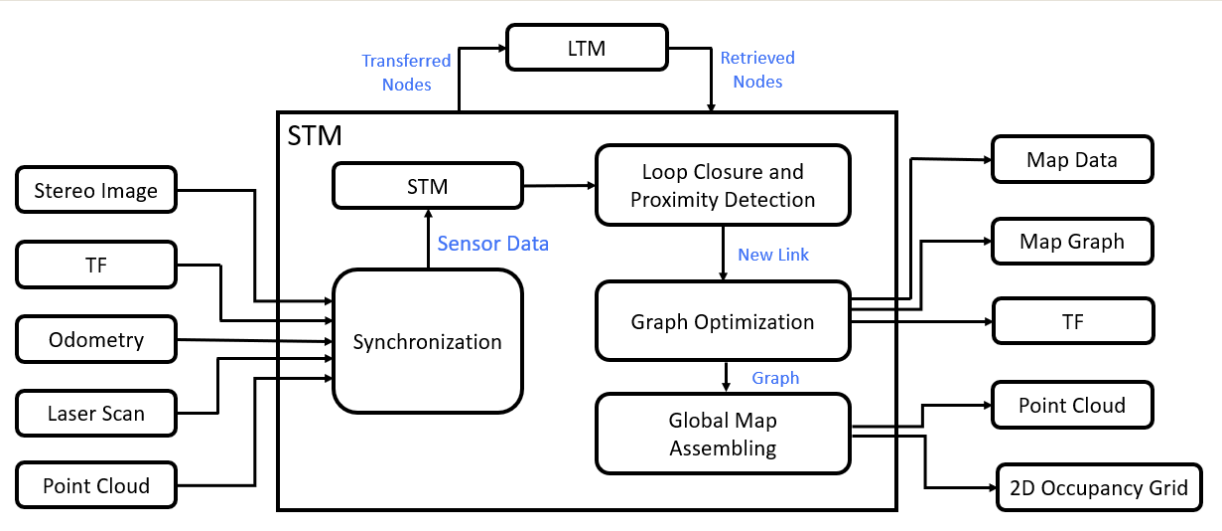 LTM
Transferred
Nodes
Retrieved
Nodes
STM
Stereo Image
TF
Odometry
Laser Scan
Point Cloud
STM
Sensor Data
Synchronization
Loop Closure and
Proximity Detection
New Link
Graph Optimization
Graph
Global Map
Assembling
Map Data
Map Graph
TF
Point Cloud
2D Occupancy Grid